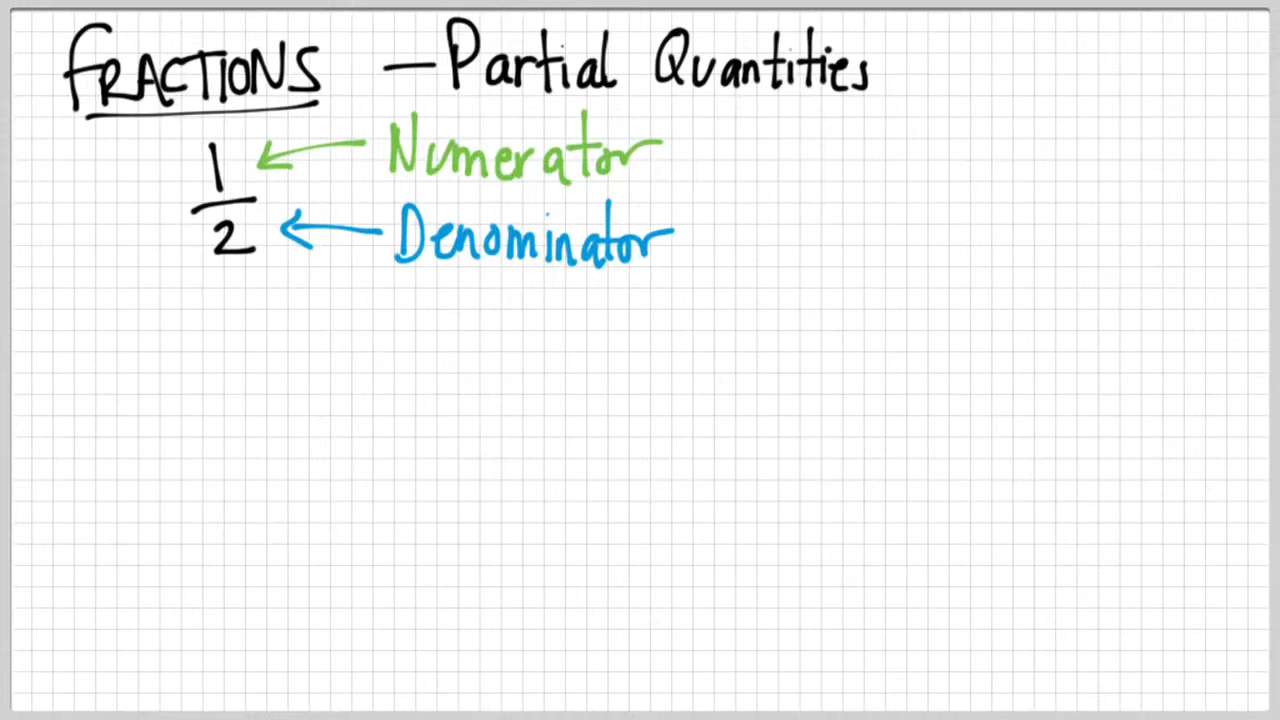 FRACTIONS – Partial Quantities
1 ← Numerator
2 ← Denominator